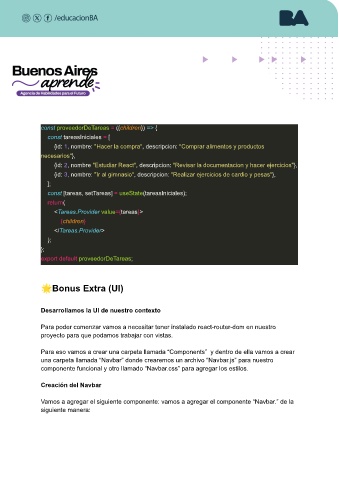 /educacionBA
BA
Buenos Aires
aprende
Agencia de Habilidades para el Futuro
const proveedorDeTareas = ({children}) => {
const tareasIniciales = [
{id: 1, nombre: "Hacer la compra", descripcion: "Comprar alimentos y productos
necesarios"},
{id: 2, nombre "Estudiar React", descripcion: "Revisar la documentacion y hacer ejercicios"},
{id: 3, nombre: "Ir al gimnasio", descripcion: "Realizar ejercicios de cardio y pesas"},
];
const [tareas, setTareas] = useState(tareasIniciales);
return(
<Tareas.Provider value={tareas}>
{children}
</Tareas.Provider>
);
};
export default proveedorDeTareas;
🌟Bonus Extra (UI)
Desarrollamos la UI de nuestro contexto
Para poder comenzar vamos a necesitar tener instalado react-router-dom en nuestro
proyecto para que podamos trabajar con vistas.
Para eso vamos a crear una carpeta llamada “Components” y dentro de ella vamos a crear
una carpeta llamada “Navbar” donde crearemos un archivo “Navbar.js” para nuestro
componente funcional y otro llamado “Navbar.css” para agregar los estilos.
Creación del Navbar
Vamos a agregar el siguiente componente: vamos a agregar el componente “Navbar.” de la
siguiente manera: